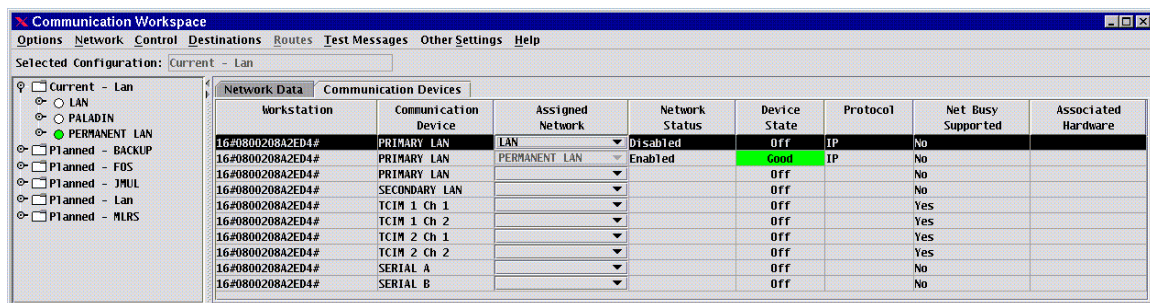 Communication Workspace
Options Network Control Destinations Routes Test Messages Other Settings Help
Selected Configuration: Current - Lan
Current - Lan
LAN
PALADIN
PERMANENT LAN
Planned - BACKUP
Planned - FOS
Planned - JMUL
Planned - Lan
Planned - MLRS
Network Data Communication Devices
Workstation Communication Device Assigned Network Network Status Device State Protocol Net Busy Supported Associated Hardware
16#0800208A2ED4# PRIMARY LAN LAN Disabled Off IP No
16#0800208A2ED4# PRIMARY LAN PERMANENT LAN Enabled Good IP No
16#0800208A2ED4# PRIMARY LAN Off No
16#0800208A2ED4# SECONDARY LAN Off No
16#0800208A2ED4# TCIM 1 Ch 1 Off Yes
16#0800208A2ED4# TCIM 1 Ch 2 Off Yes
16#0800208A2ED4# TCIM 2 Ch 1 Off Yes
16#0800208A2ED4# TCIM 2 Ch 2 Off Yes
16#0800208A2ED4# SERIAL A Off No
16#0800208A2ED4# SERIAL B Off No